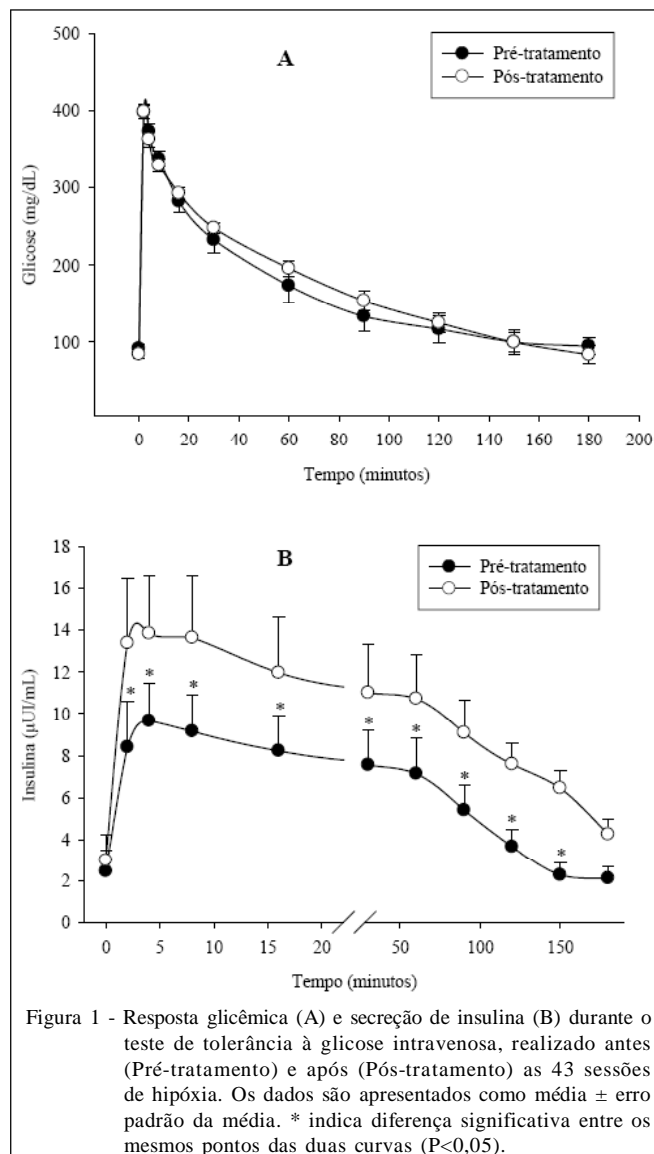 500
400
300
200
100
Glicose (mg/dL)
A
Pré-tratamento
Pós-tratamento
0 20 40 60 80 100 120 140 160 180 200
Tempo (minutos)
18
16
14
12
10
8
6
4
2
0
Insulina (µUI/mL)
B
Pré-tratamento
Pós-tratamento
* * * * * * * * *
0 5 10 15 20 50 100 150
Tempo (minutos)
Figura 1 - Resposta glicêmica (A) e secreção de insulina (B) durante o
teste de tolerância à glicose intravenosa, realizado antes
(Pré-tratamento) e após (Pós-tratamento) as 43 sessões
de hipóxia. Os dados são apresentados como média ± erro
padrão da média. * indica diferença significativa entre os
mesmos pontos das duas curvas (P<0,05).